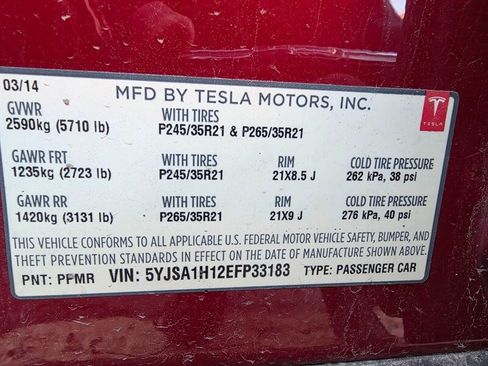 03/14
MFD BY TESLA MOTORS, INC.
GVWR WITH TIRES
2590kg (5710 lb) P245/35R21 & P265/35R21
TESLA
GAWR FRT WITH TIRES RIM COLD TIRE PRESSURE
1235kg (2723 lb) P245/35R21 21X8.5 J 262 kPa, 38 psi
GAWR RR WITH TIRES RIM COLD TIRE PRESSURE
1420kg (3131 lb) P265/35R21 21X9 J 276 kPa, 40 psi
THIS VEHICLE CONFORMS TO ALL APPLICABLE U.S. FEDERAL MOTOR VEHICLE SAFETY, BUMPER, AND
THEFT PREVENTION STANDARDS IN EFFECT ON THE DATE OF MANUFACTURE SHOWN ABOVE.
PNT: PPMR VIN: 5YJSA1H12EFP33183 TYPE: PASSENGER CAR